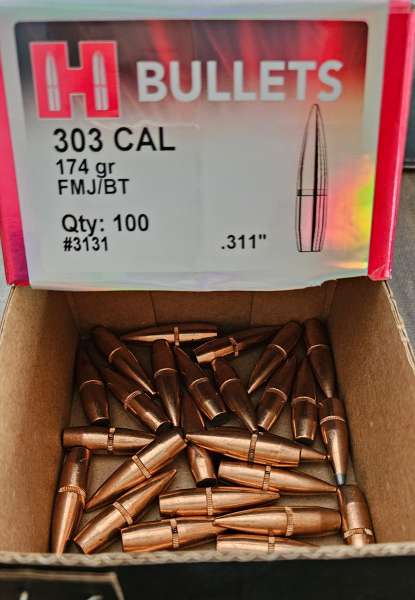 H BULLETS
303 CAL
174 gr
FMJ/BT
Qty: 100
#3131
.311"